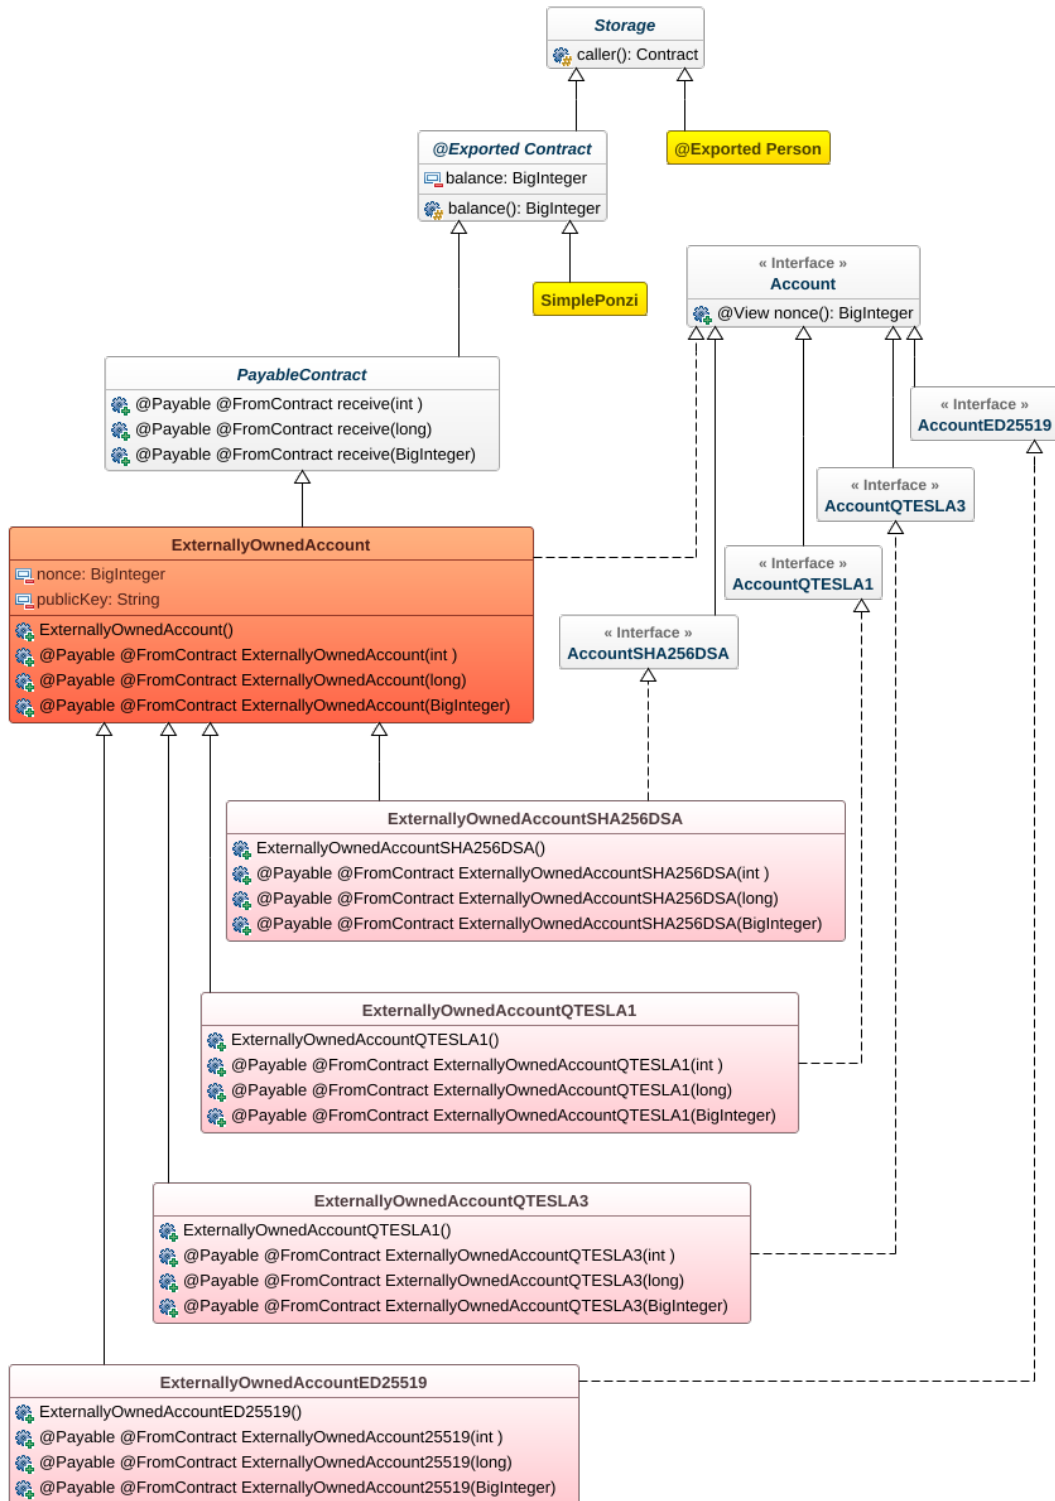 Storage
caller(): Contract
@Exported Contract
balance: BigInteger
balance(): BigInteger
@Exported Person
SimplePonzi
« Interface »
Account
@View nonce(): BigInteger
PayableContract
@Payable @FromContract receive(int )
@Payable @FromContract receive(long)
@Payable @FromContract receive(BigInteger)
« Interface »
AccountED25519
« Interface »
AccountQTESLA3
« Interface »
AccountQTESLA1
« Interface »
AccountSHA256DSA
ExternallyOwnedAccount
nonce: BigInteger
publicKey: String
ExternallyOwnedAccount()
@Payable @FromContract ExternallyOwnedAccount(int )
@Payable @FromContract ExternallyOwnedAccount(long)
@Payable @FromContract ExternallyOwnedAccount(BigInteger)
ExternallyOwnedAccountSHA256DSA
ExternallyOwnedAccountSHA256DSA()
@Payable @FromContract ExternallyOwnedAccountSHA256DSA(int )
@Payable @FromContract ExternallyOwnedAccountSHA256DSA(long)
@Payable @FromContract ExternallyOwnedAccountSHA256DSA(BigInteger)
ExternallyOwnedAccountQTESLA1
ExternallyOwnedAccountQTESLA1()
@Payable @FromContract ExternallyOwnedAccountQTESLA1(int )
@Payable @FromContract ExternallyOwnedAccountQTESLA1(long)
@Payable @FromContract ExternallyOwnedAccountQTESLA1(BigInteger)
ExternallyOwnedAccountQTESLA3
ExternallyOwnedAccountQTESLA1()
@Payable @FromContract ExternallyOwnedAccountQTESLA3(int )
@Payable @FromContract ExternallyOwnedAccountQTESLA3(long)
@Payable @FromContract ExternallyOwnedAccountQTESLA3(BigInteger)
ExternallyOwnedAccountED25519
ExternallyOwnedAccountED25519()
@Payable @FromContract ExternallyOwnedAccount25519(int )
@Payable @FromContract ExternallyOwnedAccount25519(long)
@Payable @FromContract ExternallyOwnedAccount25519(BigInteger)